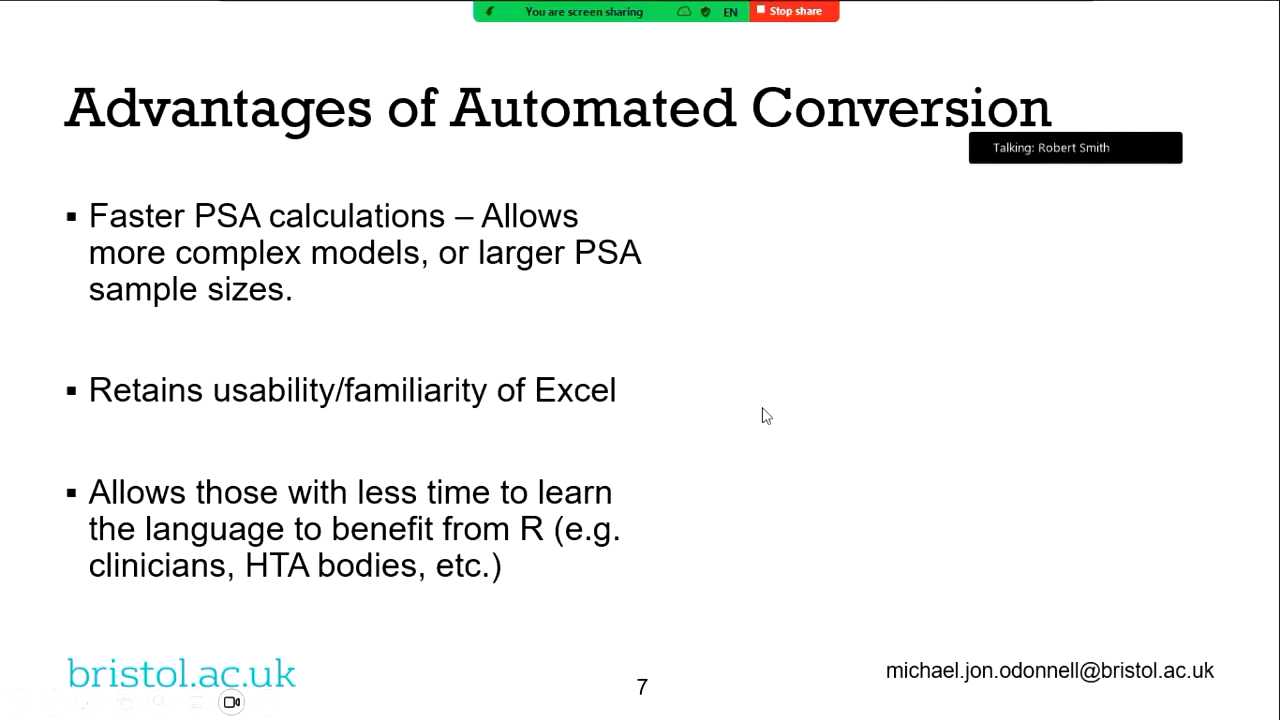 You are screen sharing EN Stop share
Advantages of Automated Conversion
Talking: Robert Smith
▪ Faster PSA calculations – Allows
more complex models, or larger PSA
sample sizes.
▪ Retains usability/familiarity of Excel
▪ Allows those with less time to learn
the language to benefit from R (e.g.
clinicians, HTA bodies, etc.)
bristol.ac.uk
7
michael.jon.odonnell@bristol.ac.uk